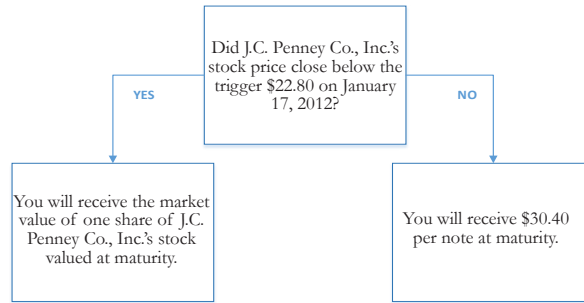 Did J.C. Penney Co., Inc.'s
stock price close below the
trigger $22.80 on January
17, 2012?
YES
NO
You will receive the market
value of one share of J.C.
Penney Co., Inc.'s stock
valued at maturity.
You will receive $30.40
per note at maturity.